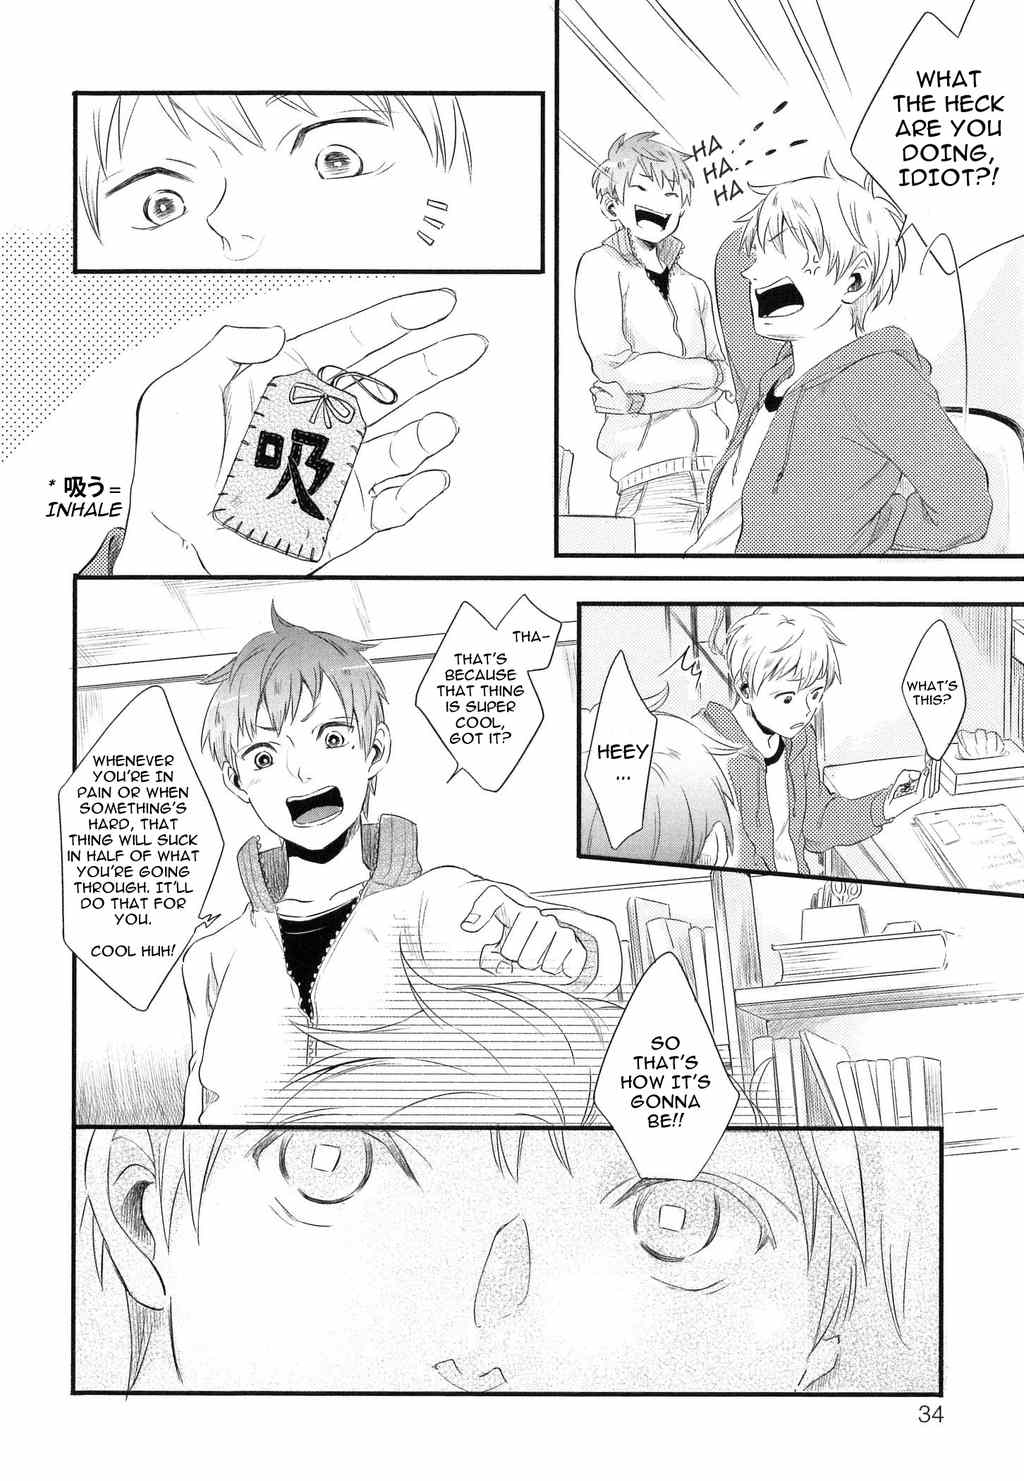 WHAT
THE HECK
ARE YOU
DOING,
IDIOT?!
HA
HA
HA
吸
* 吸う =
INHALE
WHAT'S
THIS?
HEEY
...
THA-
THAT'S
BECAUSE
THAT THING
IS SUPER
COOL,
GOT IT?
WHENEVER
YOU'RE IN
PAIN OR WHEN
SOMETHING'S
HARD, THAT
THING WILL SUCK
IN HALF OF WHAT
YOU'RE GOING
THROUGH. IT'LL
DO THAT FOR
YOU.
COOL HUH!
SO
THAT'S
HOW IT'S
GONNA
BE!!
34